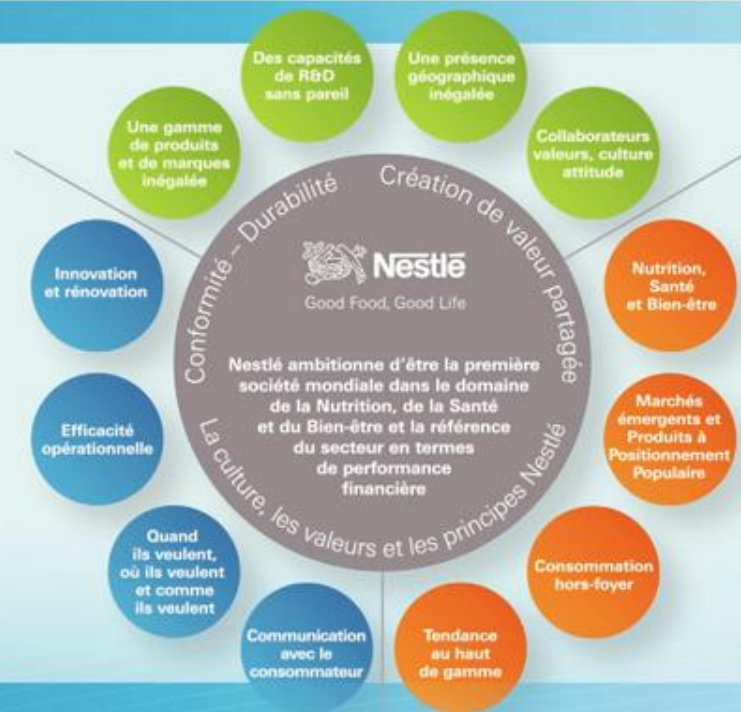 Des capacités
de R&D
sans pareil
Une présence
géographique
inégalée
Une gamme
de produits
et de marques
inégalée
Collaborateurs
valeurs, culture
attitude
Conformité – Durabilité
Création de valeur partagée
Nestlé
Good Food, Good Life
Nestlé ambitionne d'être la première
société mondiale dans le domaine
de la Nutrition, de la Santé
et du Bien-être et la référence
du secteur en termes
de performance
financière
La culture, les valeurs et les principes Nestlé
Innovation
et rénovation
Efficacité
opérationnelle
Quand
ils veulent,
où ils veulent
et comme
ils veulent
Communication
avec le
consommateur
Nutrition,
Santé
et Bien-être
Marchés
émergents et
Produits à
Positionnement
Populaire
Consommation
hors-foyer
Tendance
au haut
de gamme